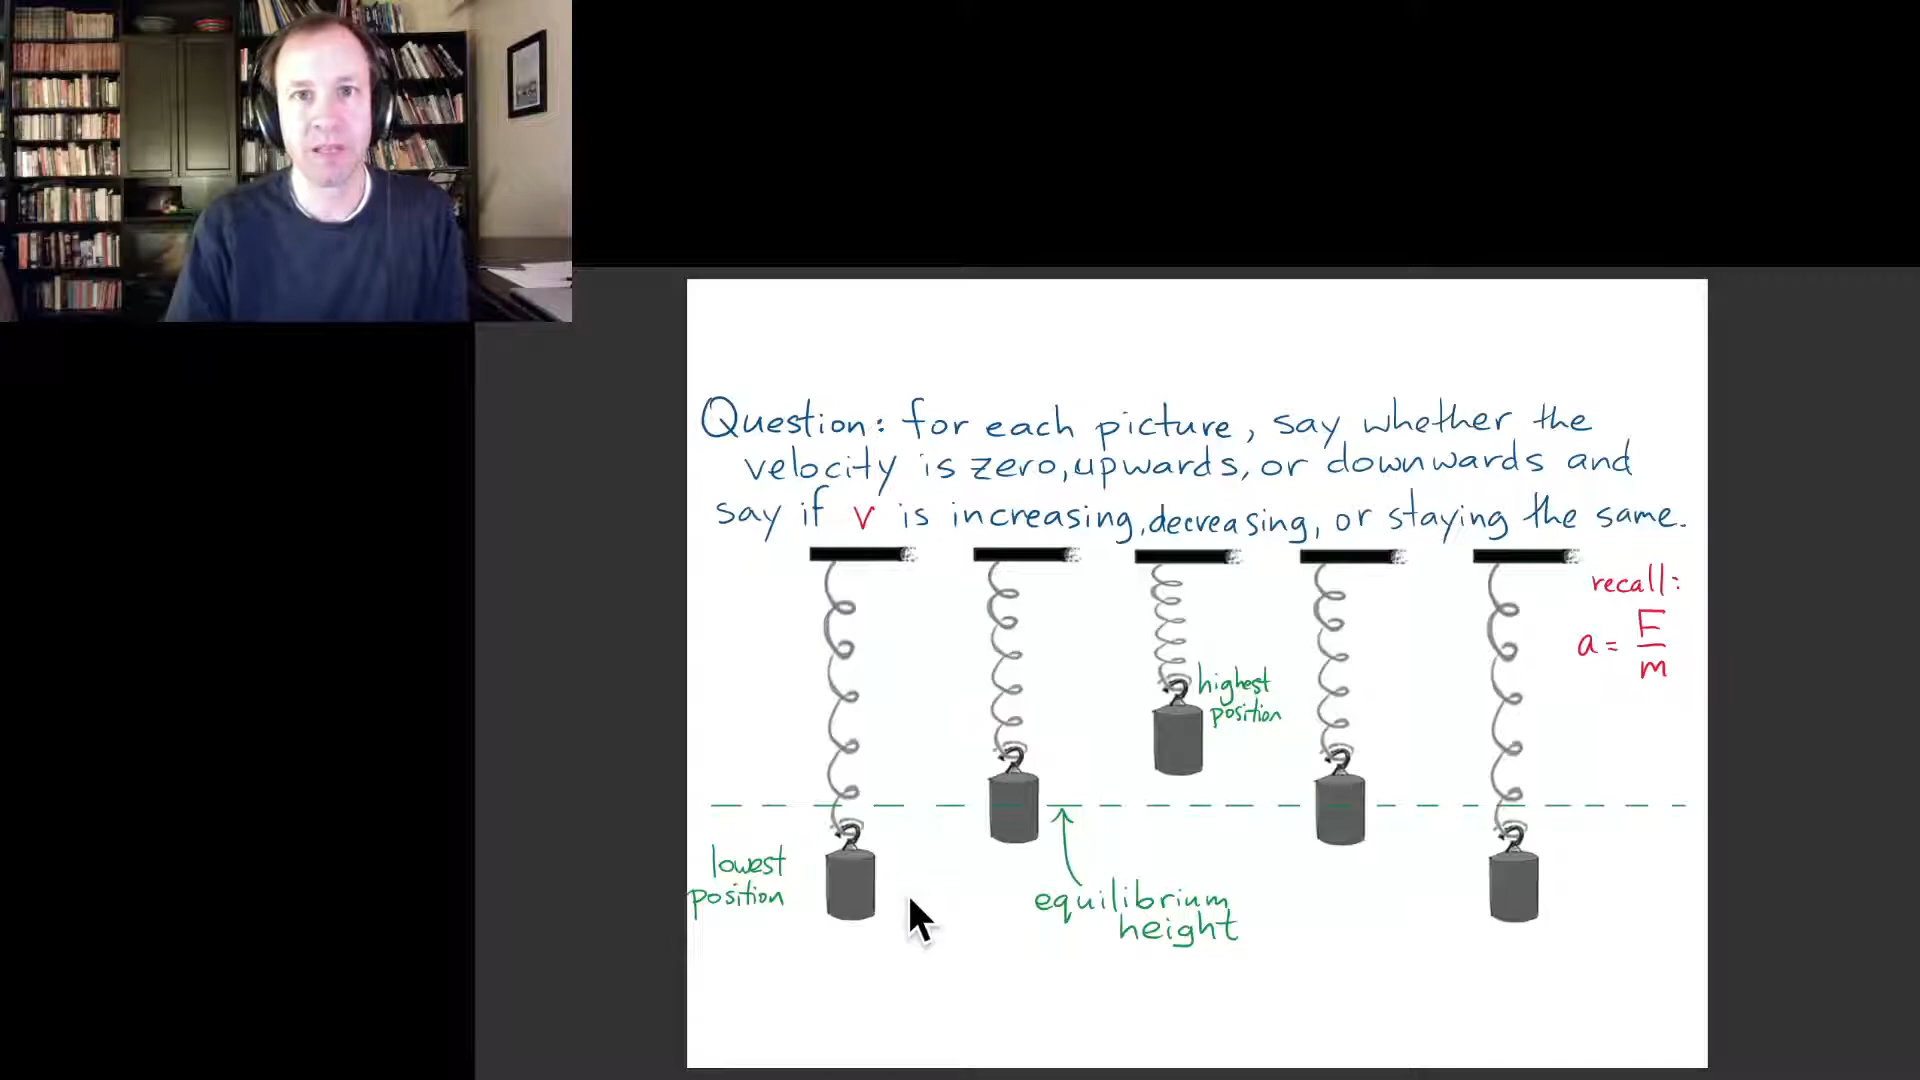 Question: for each picture, say whether the
velocity is zero, upwards, or downwards and
say if v is increasing, decreasing, or staying the same.
recall:
a = F/m
highest
position
lowest
position
equilibrium
height